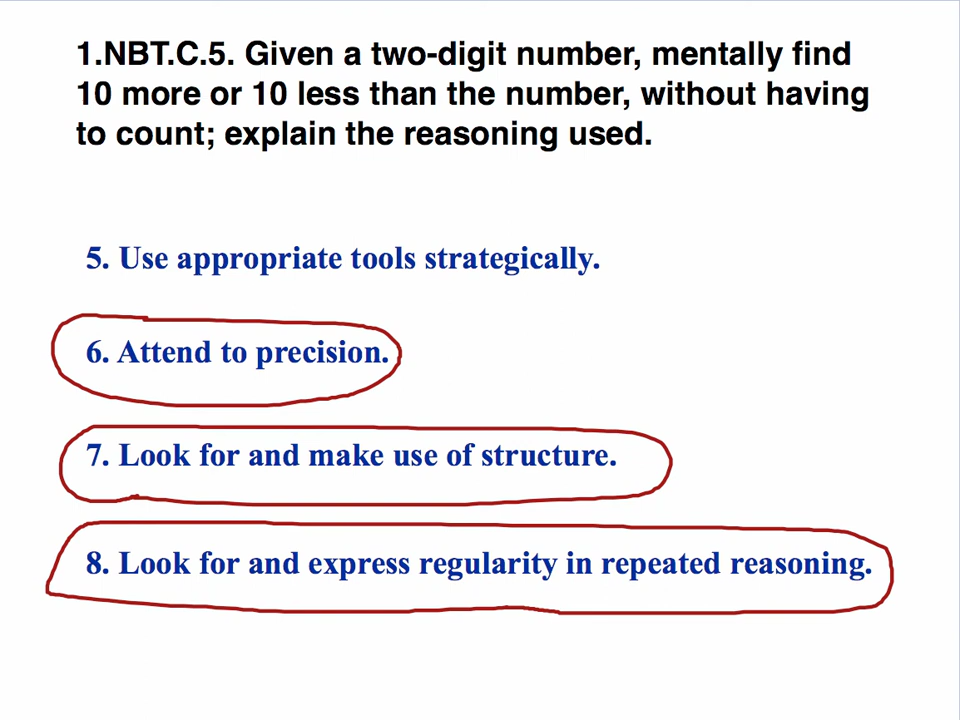 1.NBT.C.5. Given a two-digit number, mentally find
10 more or 10 less than the number, without having
to count; explain the reasoning used.
5. Use appropriate tools strategically.
6. Attend to precision.
7. Look for and make use of structure.
8. Look for and express regularity in repeated reasoning.